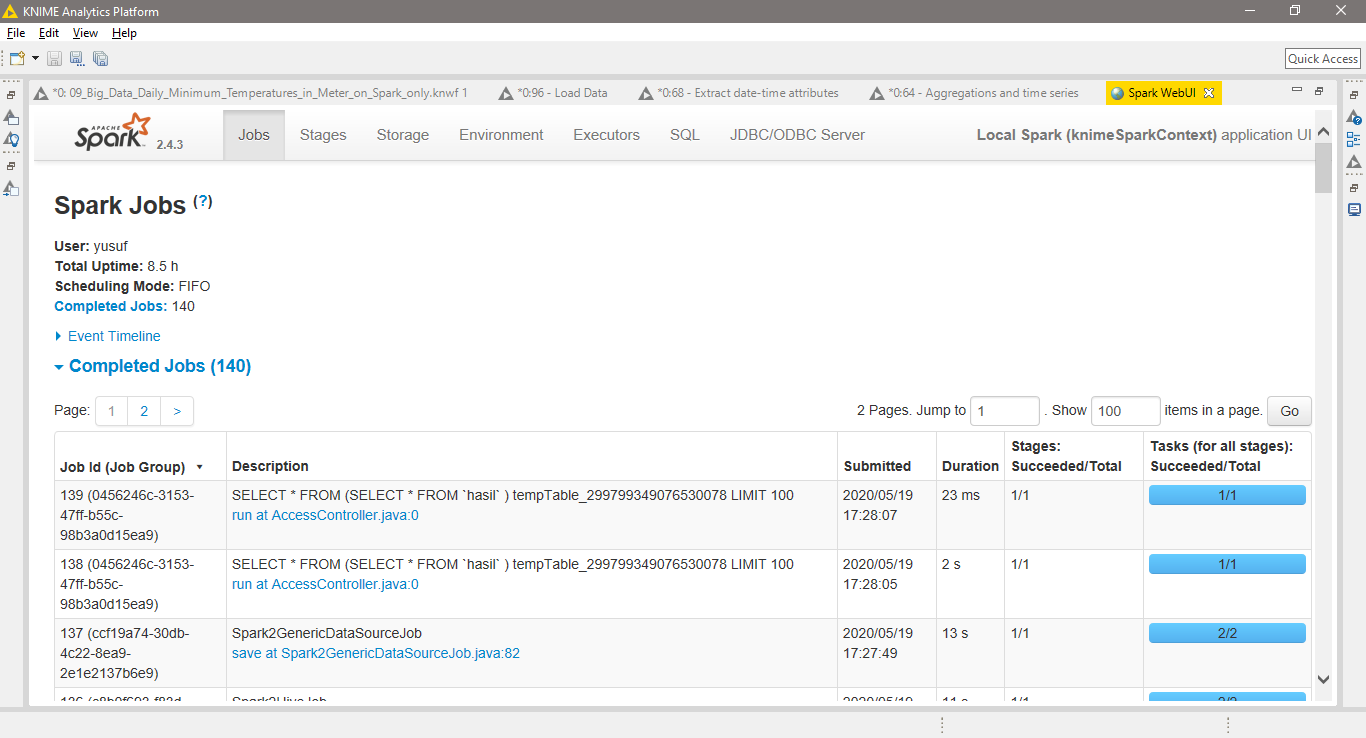 KNIME Analytics Platform
File Edit View Help
Quick Access
*0: 09_Big_Data_Daily_Minimum_Temperatures_in_Meter_on_Spark_only.knwf 1 *0:96 - Load Data *0:68 - Extract date-time attributes *0:64 - Aggregations and time series Spark WebUI
APACHE Spark 2.4.3 Jobs Stages Storage Environment Executors SQL JDBC/ODBC Server Local Spark (knimeSparkContext) application UI
Spark Jobs (?)
User: yusuf
Total Uptime: 8.5 h
Scheduling Mode: FIFO
Completed Jobs: 140
Event Timeline
Completed Jobs (140)
Page: 1 2 > 2 Pages. Jump to 1 . Show 100 items in a page. Go
Job Id (Job Group) Description Submitted Duration Stages: Succeeded/Total Tasks (for all stages): Succeeded/Total
139 (0456246c-3153- SELECT * FROM (SELECT * FROM `hasil` ) tempTable_299799349076530078 LIMIT 100 2020/05/19 23 ms 1/1 1/1
47ff-b55c- run at AccessController.java:0 17:28:07
98b3a0d15ea9)
138 (0456246c-3153- SELECT * FROM (SELECT * FROM `hasil` ) tempTable_299799349076530078 LIMIT 100 2020/05/19 2 s 1/1 1/1
47ff-b55c- run at AccessController.java:0 17:28:05
98b3a0d15ea9)
137 (ccf19a74-30db- Spark2GenericDataSourceJob 2020/05/19 13 s 1/1 2/2
4c22-8ea9- save at Spark2GenericDataSourceJob.java:82 17:27:49
2e1e2137b6e9)
Spark2HiveJob 2020/05/19 1/1